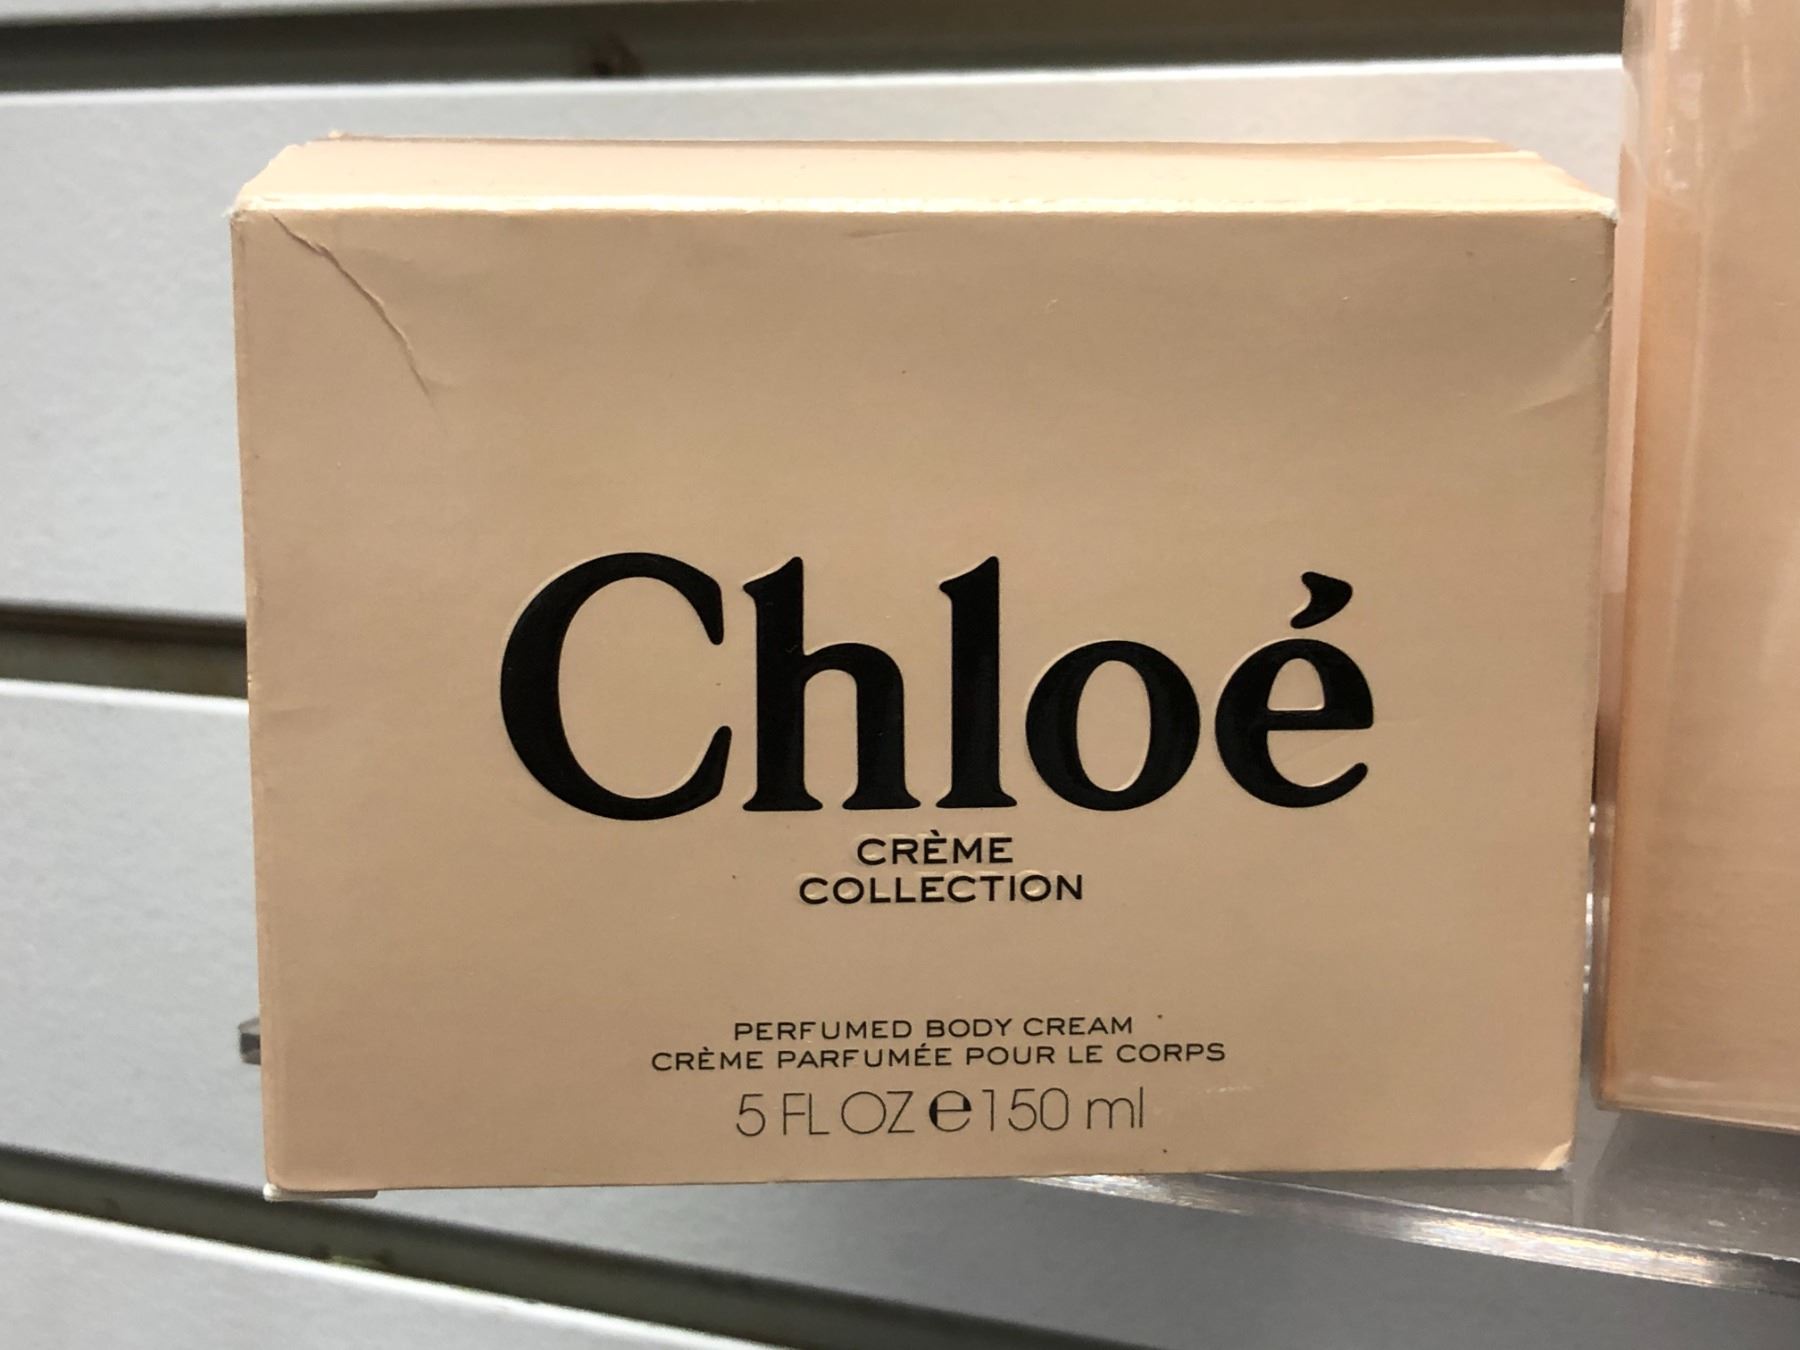 Chloé
CRÈME
COLLECTION
PERFUMED BODY CREAM
CRÈME PARFUMÉE POUR LE CORPS
5 FL OZ ℮ 150 ml